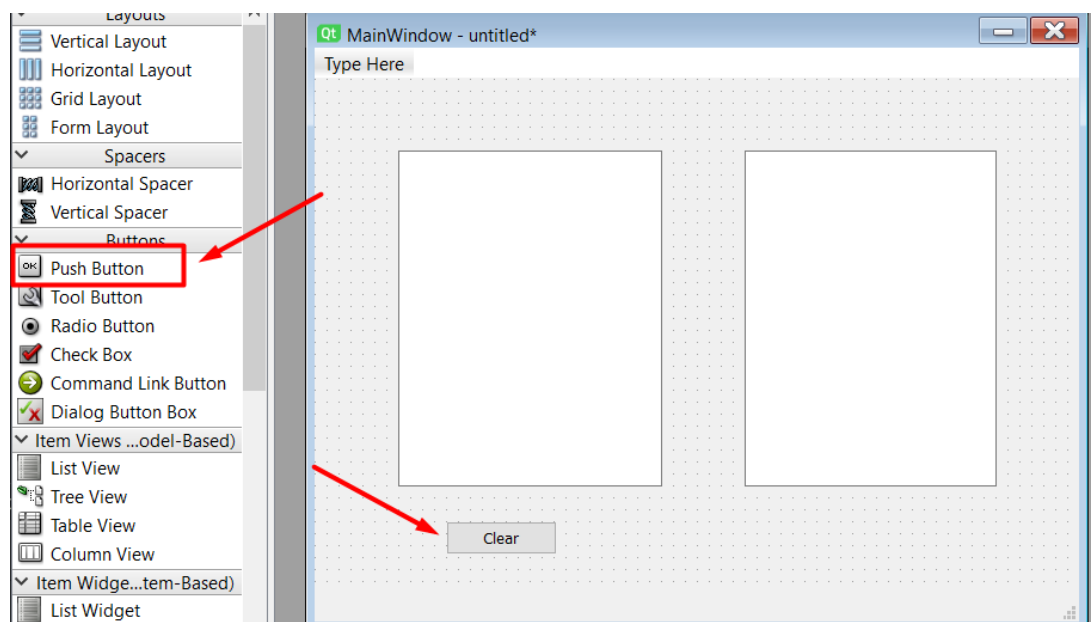 Layouts
Vertical Layout
Horizontal Layout
Grid Layout
Form Layout
Spacers
Horizontal Spacer
Vertical Spacer
Buttons
OK Push Button
Tool Button
Radio Button
Check Box
Command Link Button
Dialog Button Box
Item Views ...odel-Based)
List View
Tree View
Table View
Column View
Item Widge...tem-Based)
List Widget
Qt MainWindow - untitled*
Type Here
Clear